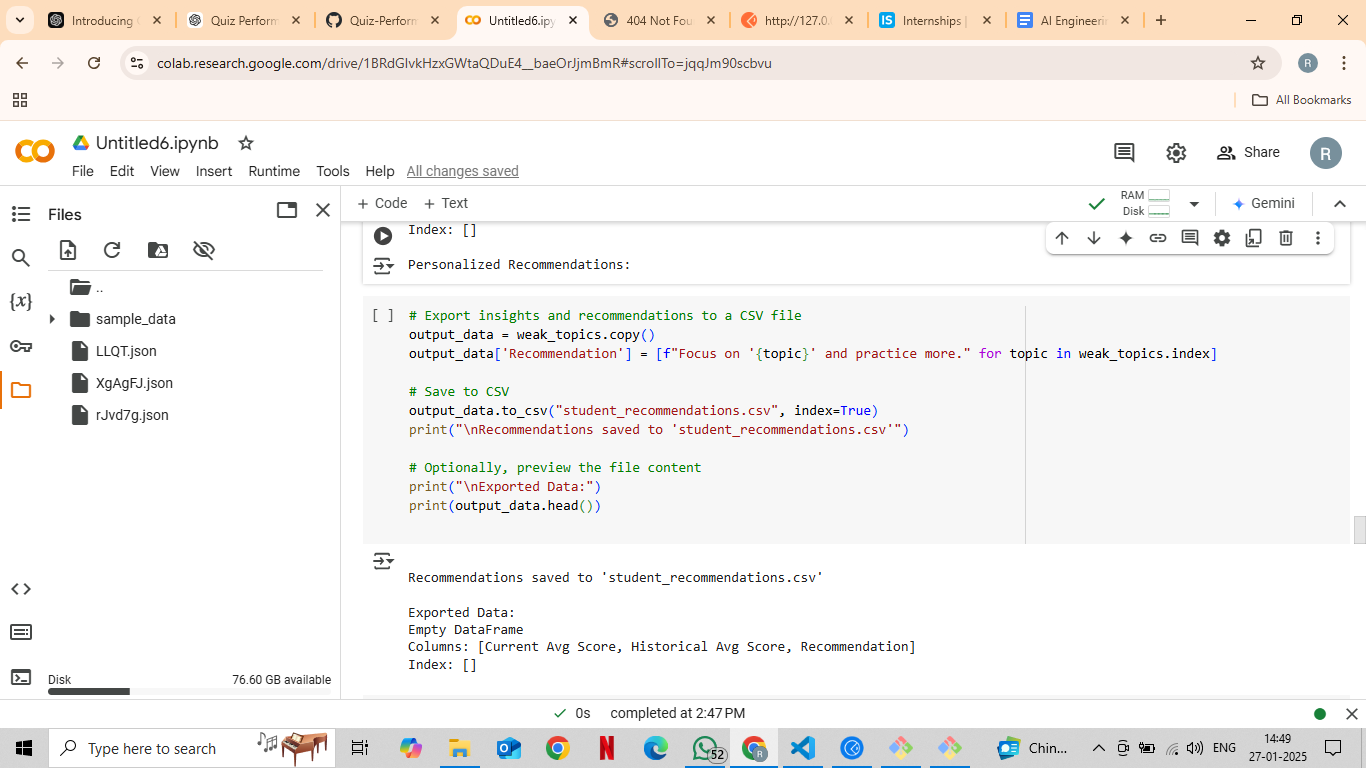 Introducing C
Quiz Perform
Quiz-Perform
Untitled6.ipy
404 Not Fou
http://127.0.
Internships |
AI Engineerin
colab.research.google.com/drive/1BRdGlvkHzxGWtaQDuE4__baeOrJjmBmR#scrollTo=jqqJm90scbvu
R
All Bookmarks
Untitled6.ipynb
Share
R
File Edit View Insert Runtime Tools Help All changes saved
Files
+ Code + Text
RAM
Disk
Gemini
Index: []
Personalized Recommendations:
..
sample_data
LLQT.json
XgAgFJ.json
rJvd7g.json
{x}
[ ] # Export insights and recommendations to a CSV file
output_data = weak_topics.copy()
output_data['Recommendation'] = [f"Focus on '{topic}' and practice more." for topic in weak_topics.index]
# Save to CSV
output_data.to_csv("student_recommendations.csv", index=True)
print("\nRecommendations saved to 'student_recommendations.csv'")
# Optionally, preview the file content
print("\nExported Data:")
print(output_data.head())
Recommendations saved to 'student_recommendations.csv'
Exported Data:
Empty DataFrame
Columns: [Current Avg Score, Historical Avg Score, Recommendation]
Index: []
Disk 76.60 GB available
0s completed at 2:47 PM
Type here to search
52
R
Chin...
ENG
14:49
27-01-2025